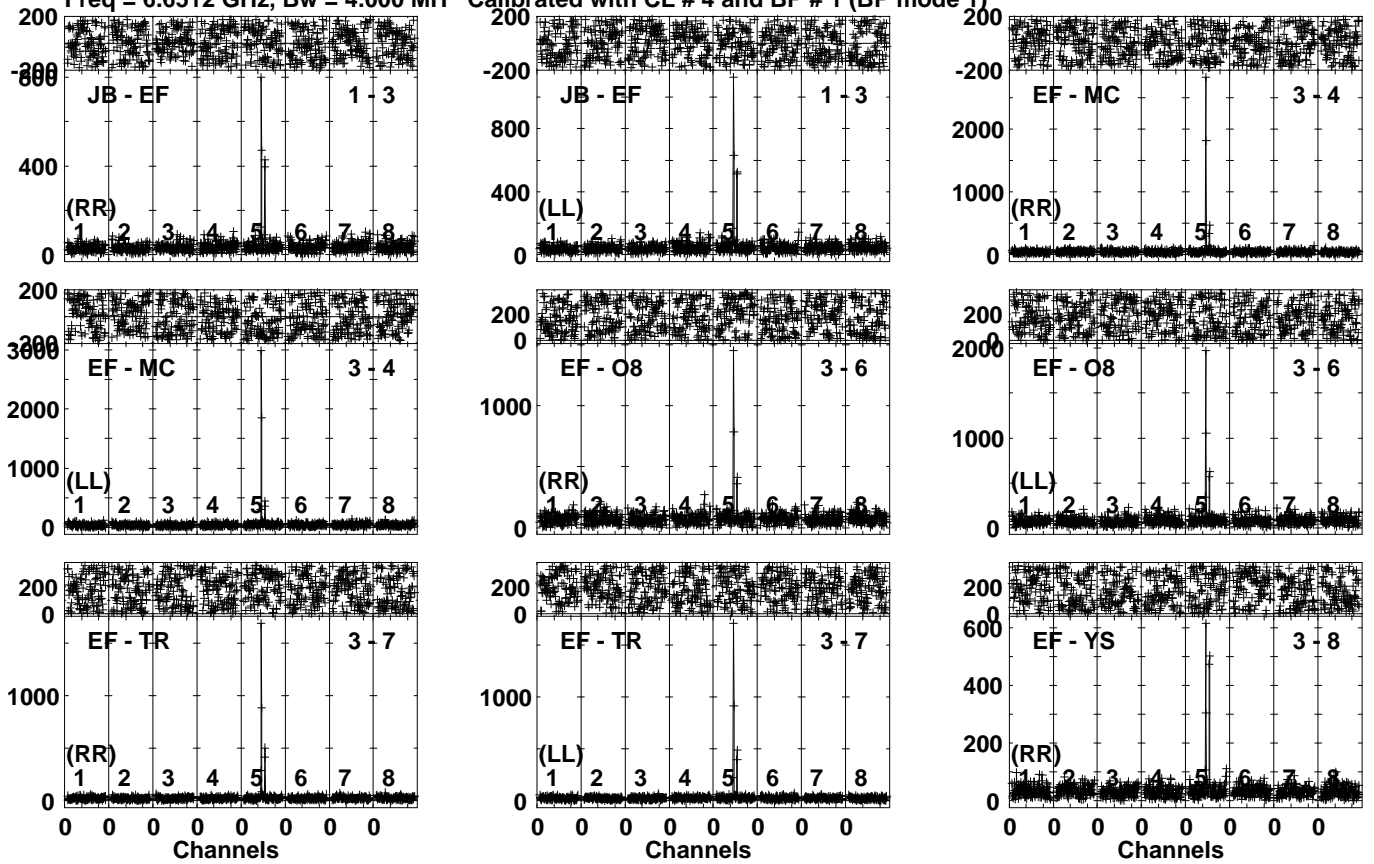 Freq = 6.6512 GHz, Bw = 4.000 MH Calibrated with CL # 4 and BP # 1 (BP mode 1)
200 200 200
-200 -200 -200
800
JB - EF 1 - 3 JB - EF 1 - 3 EF - MC 3 - 4
800 2000
400 400 1000
(RR) (LL) (RR)
1 2 3 4 5 6 7 8 1 2 3 4 5 6 7 8 1 2 3 4 5 6 7 8
0 0 0
200 200 200
0 0
3000 2000
EF - MC 3 - 4 EF - O8 3 - 6 EF - O8 3 - 6
2000 1000 1000
1000
(LL) (RR) (LL)
1 2 3 4 5 6 7 8 1 2 3 4 5 6 7 8 1 2 3 4 5 6 7 8
0 0 0
200 200 200
0 0 0
600
EF - TR 3 - 7 EF - TR 3 - 7 EF - YS 3 - 8
1000 1000 400
200
(RR) (LL) (RR)
1 2 3 4 5 6 7 8 1 2 3 4 5 6 7 8 1 2 3 4 5 6 7 8
0 0 0
0 0 0 0 0 0 0 0 0 0 0 0 0 0 0 0 0 0 0 0 0 0 0 0
Channels Channels Channels